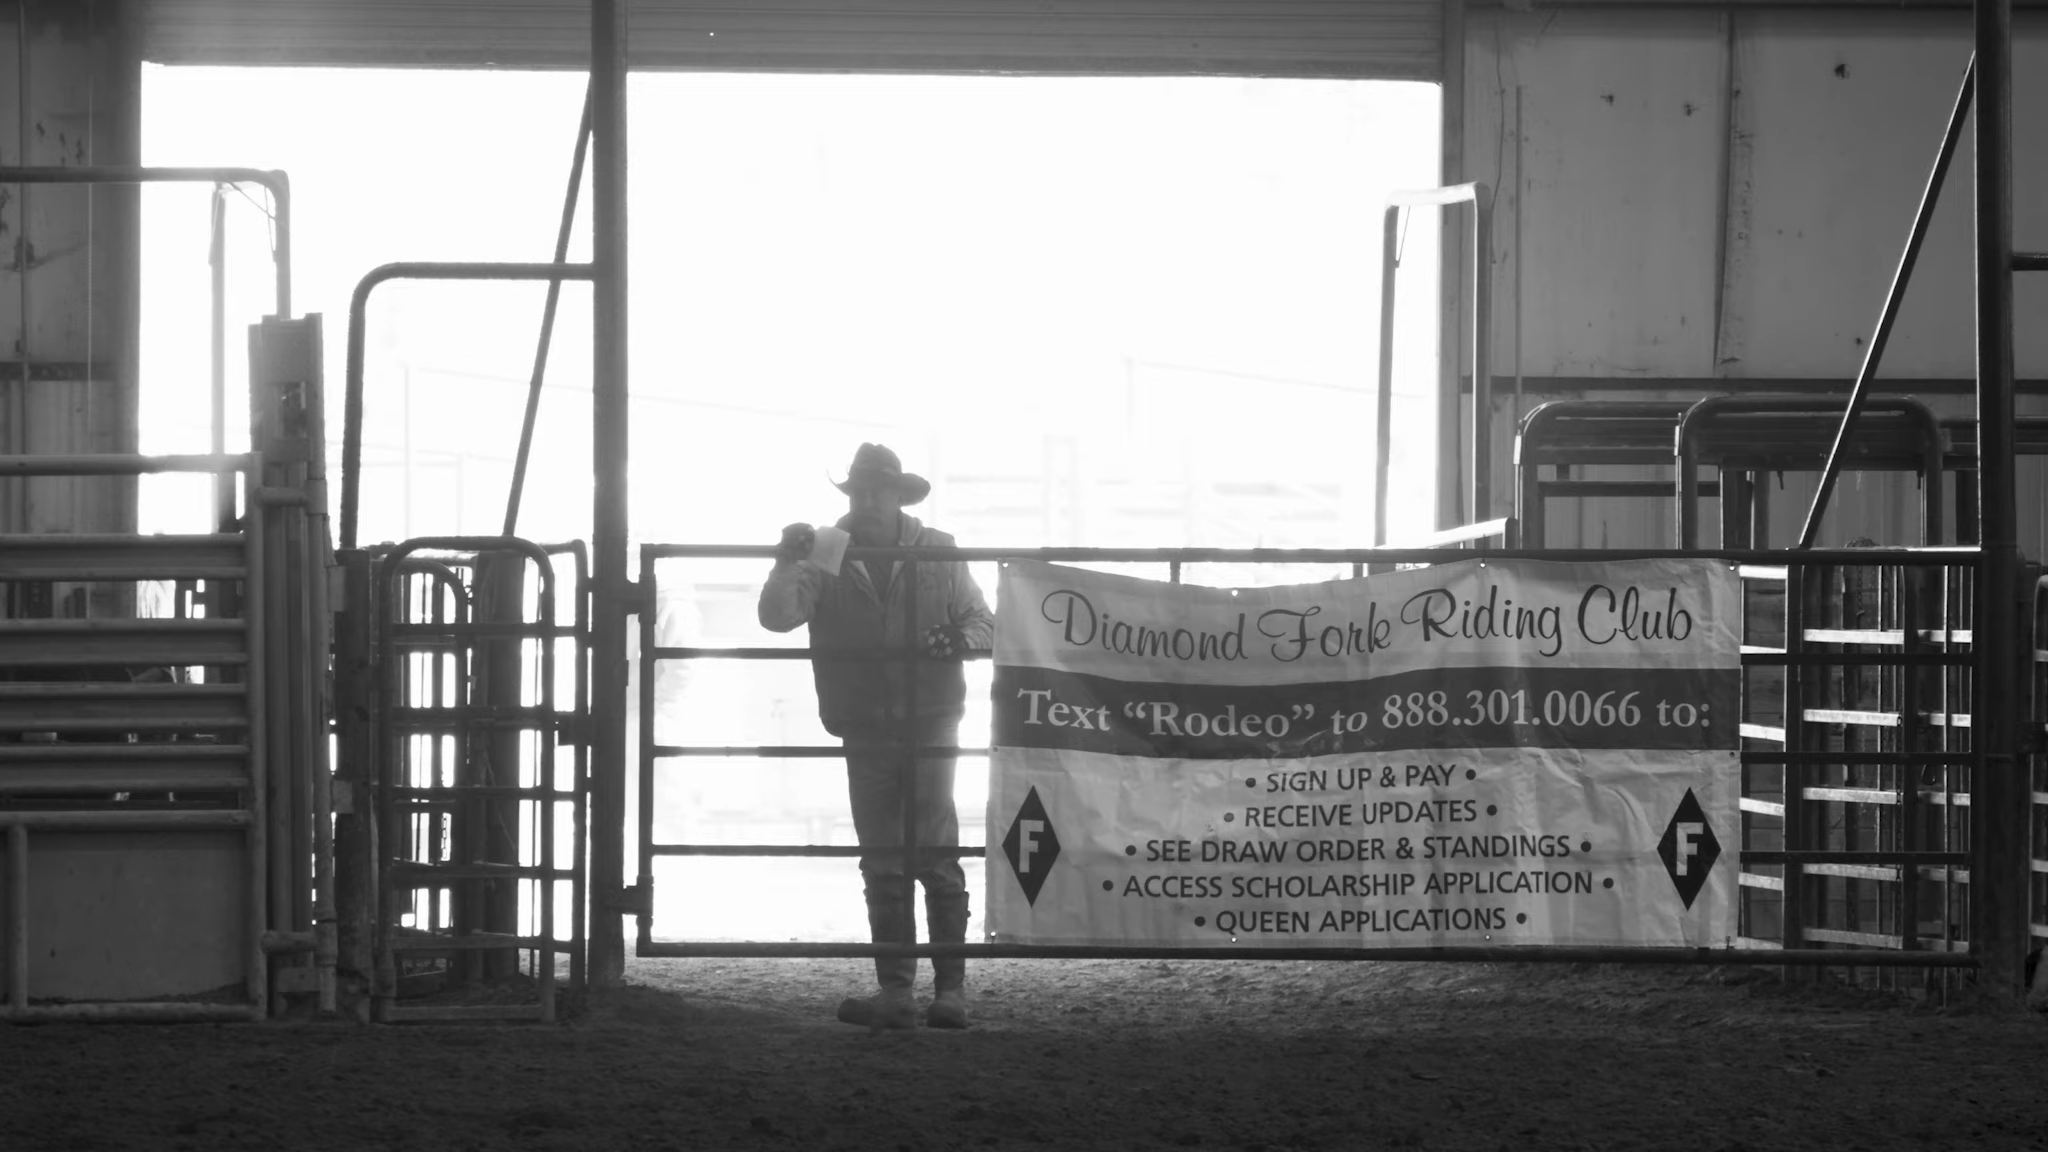 Diamond Fork Riding Club
Text “Rodeo” to 888.301.0066 to:
• SIGN UP & PAY •
• RECEIVE UPDATES •
• SEE DRAW ORDER & STANDINGS •
• ACCESS SCHOLARSHIP APPLICATION •
• QUEEN APPLICATIONS •
F
F